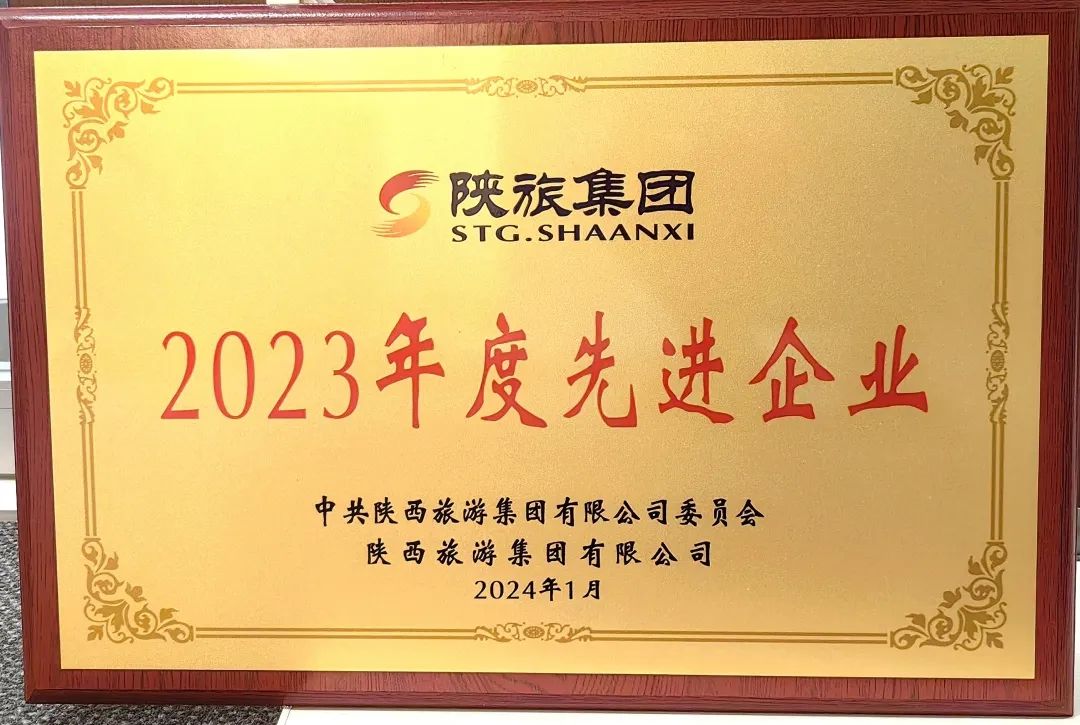 陕旅集团
STG.SHAANXI
2023年度先进企业
中共陕西旅游集团有限公司委员会
陕西旅游集团有限公司
2024年1月